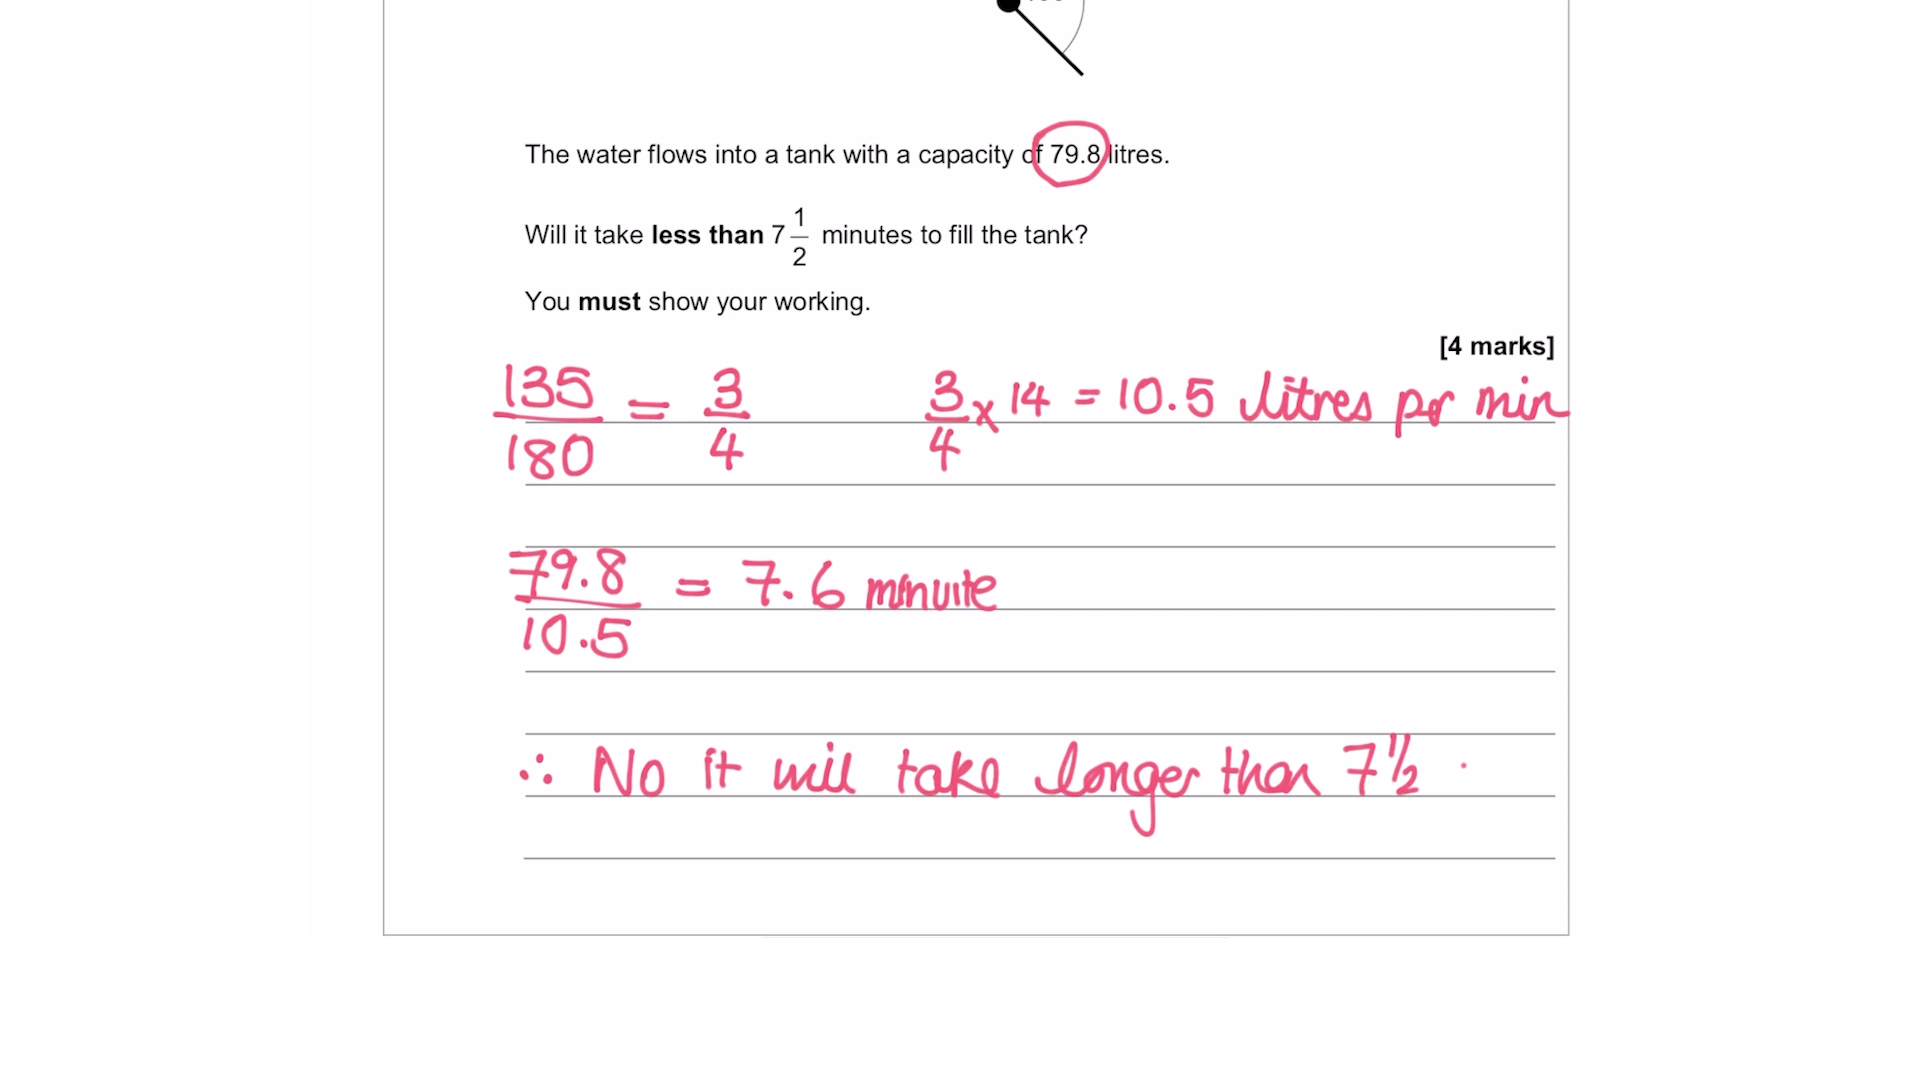 The water flows into a tank with a capacity of 79.8 litres.
Will it take less than 7 1/2 minutes to fill the tank?
You must show your working.
[4 marks]
135/180 = 3/4 3/4 x 14 = 10.5 litres per min
79.8/10.5 = 7.6 minute
∴ No it will take longer than 7 1/2 .